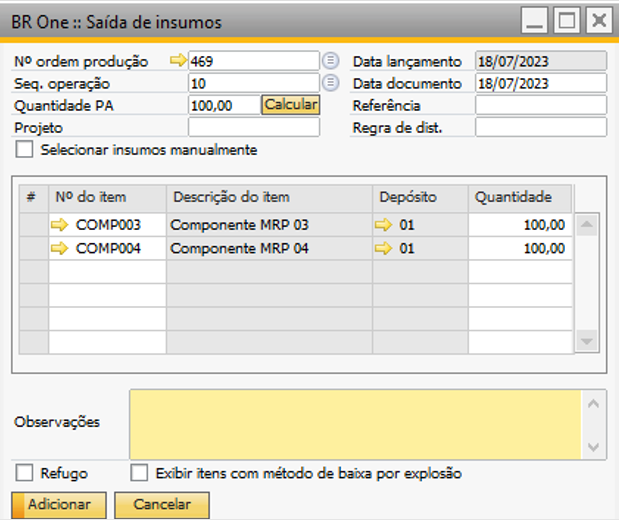 BR One :: Saída de insumos
Nº ordem produção 469 Data lançamento 18/07/2023
Seq. operação 10 Data documento 18/07/2023
Quantidade PA 100,00 Calcular Referência
Projeto Regra de dist.
Selecionar insumos manualmente
# Nº do item Descrição do item Depósito Quantidade
COMP003 Componente MRP 03 01 100,00
COMP004 Componente MRP 04 01 100,00
Observações
Refugo Exibir itens com método de baixa por explosão
Adicionar Cancelar